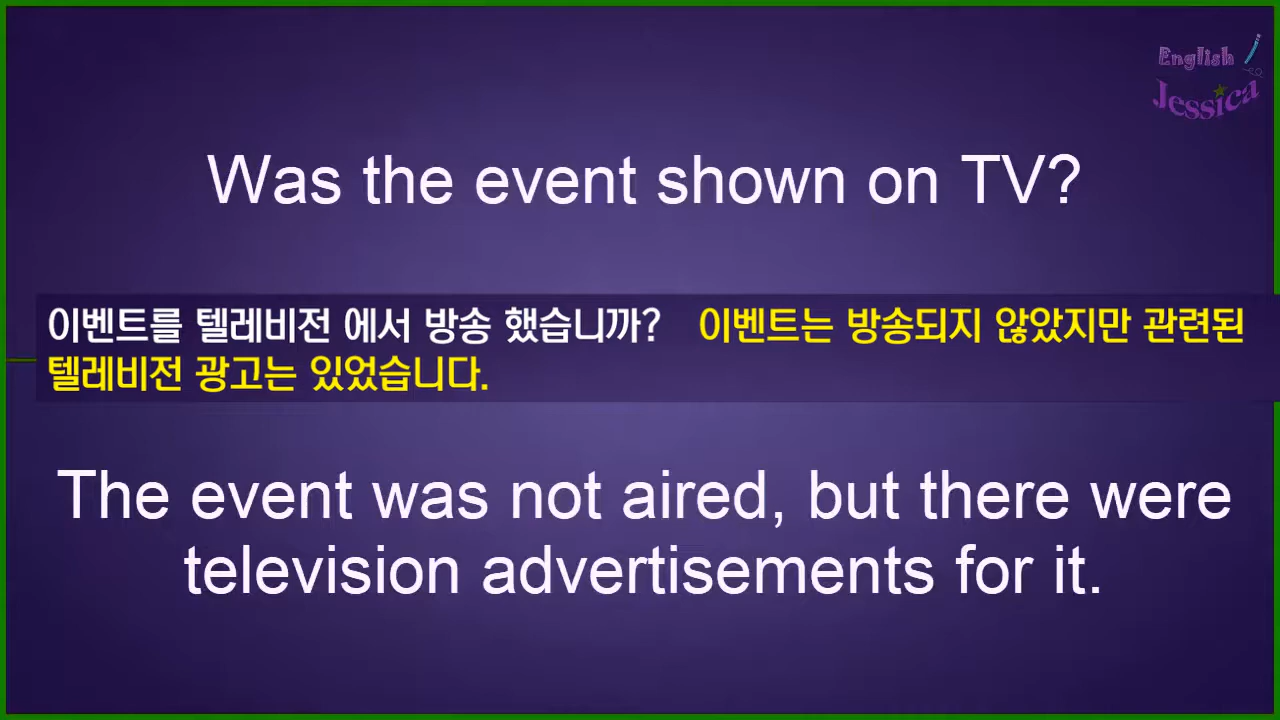 English
Jessica
Was the event shown on TV?
이벤트를 텔레비전 에서 방송 했습니까? 이벤트는 방송되지 않았지만 관련된
텔레비전 광고는 있었습니다.
The event was not aired, but there were
television advertisements for it.